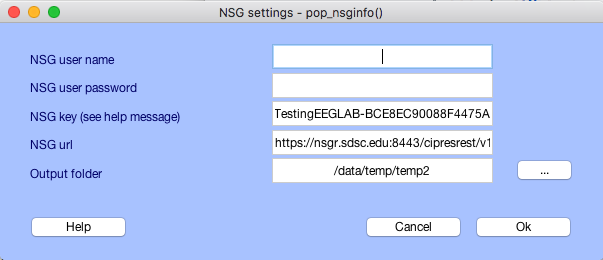 NSG settings - pop_nsginfo()
NSG user name
NSG user password
NSG key (see help message) TestingEEGLAB-BCE8EC90088F4475A
NSG url https://nsgr.sdsc.edu:8443/cipresrest/v1
Output folder /data/temp/temp2 ...
Help Cancel Ok